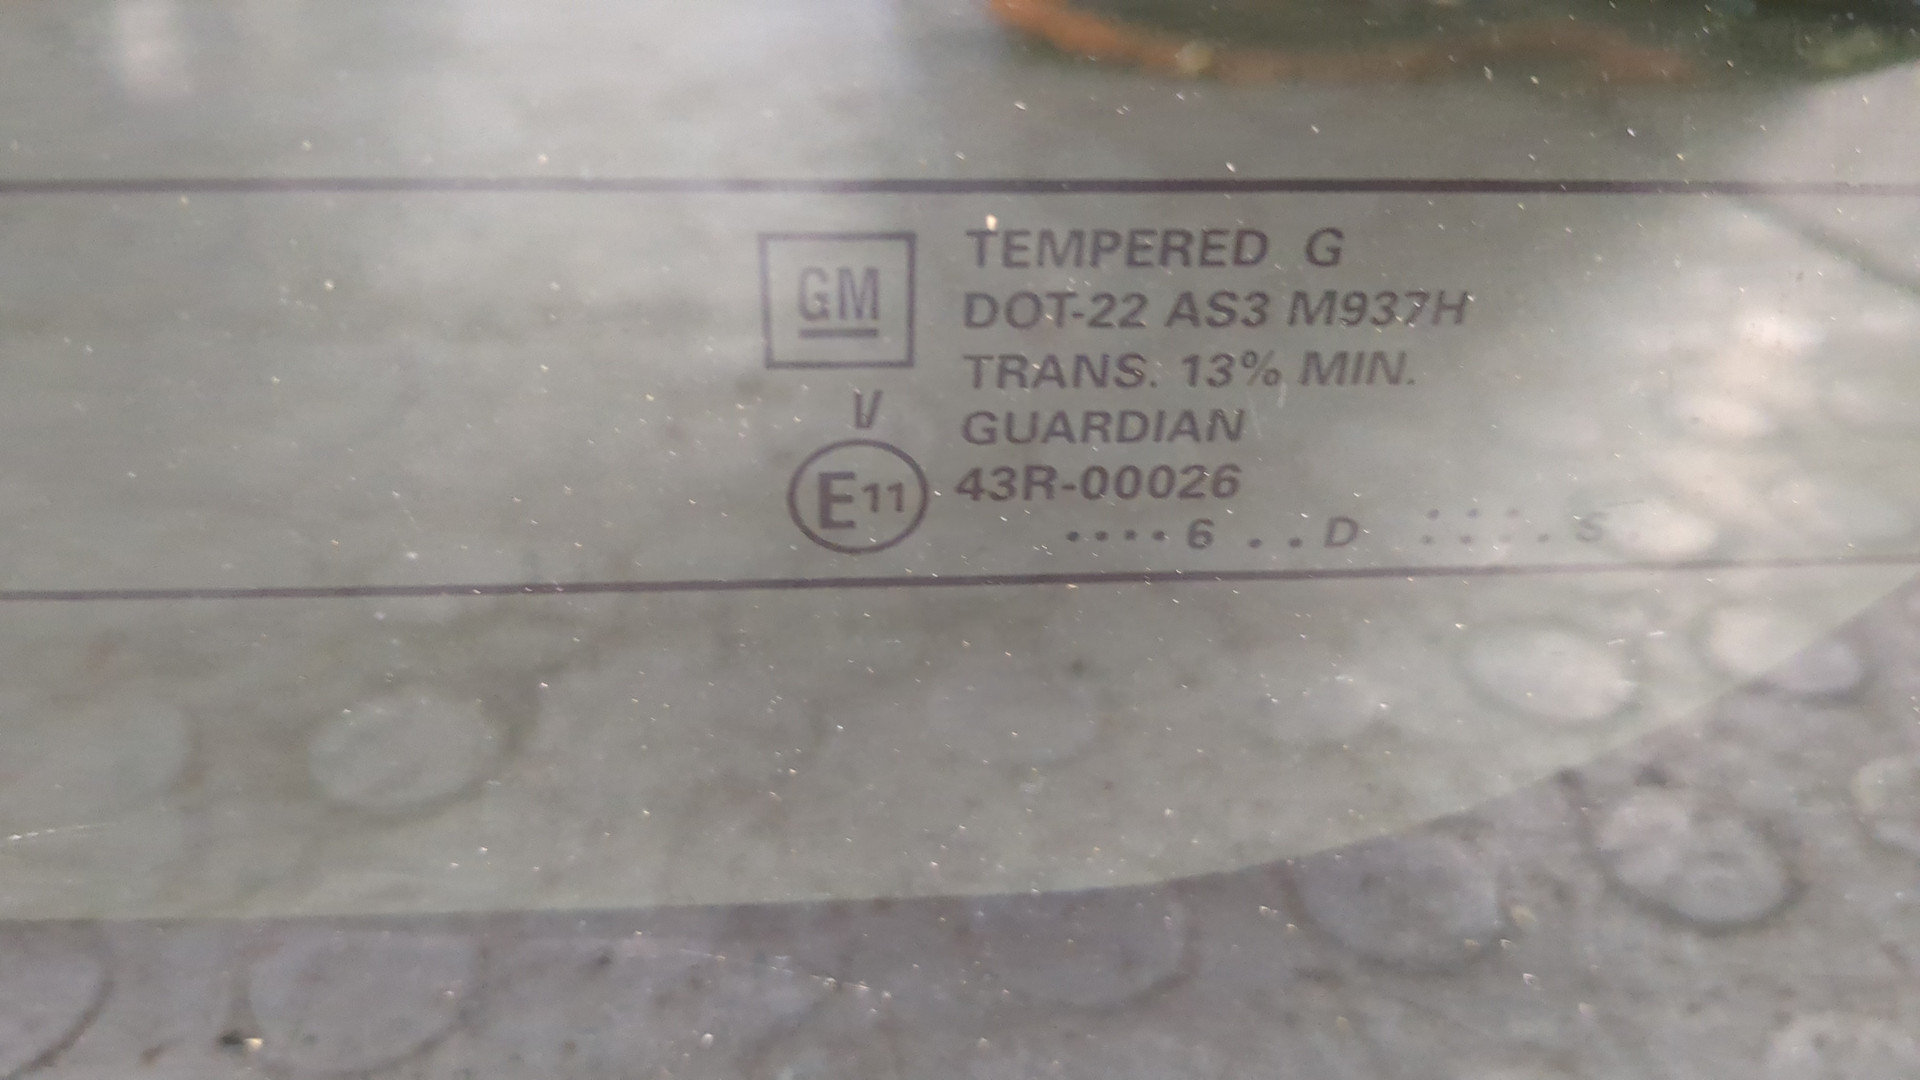 GM
TEMPERED G
DOT-22 AS3 M937H
TRANS. 13% MIN.
V
GUARDIAN
E11
43R-00026
....6 ..D :::. S